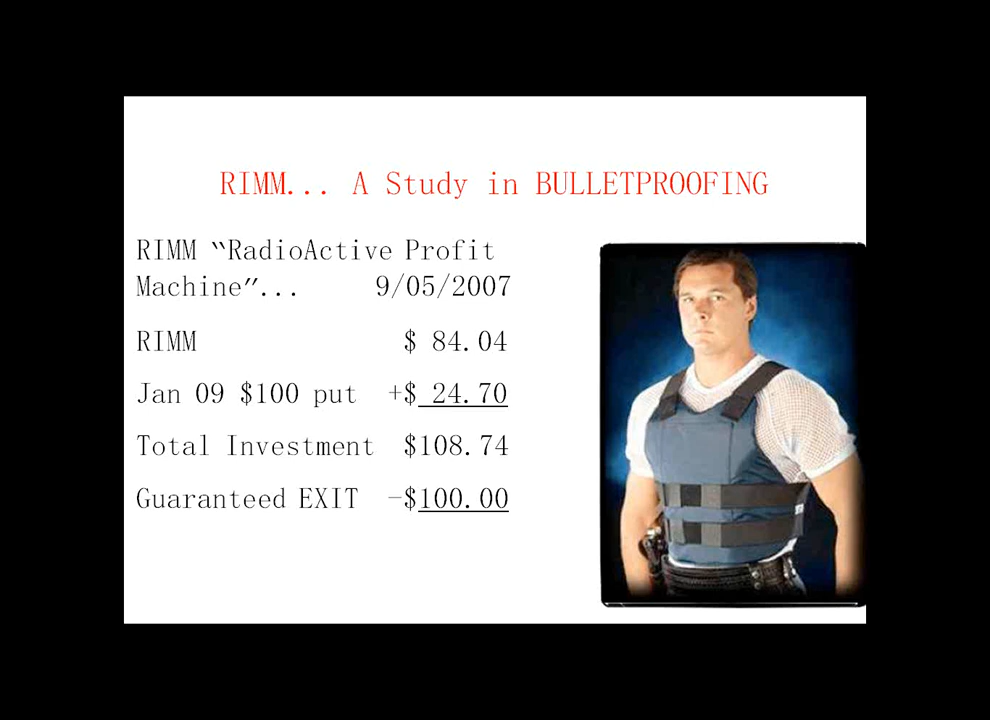 RIMM... A Study in BULLETPROOFING
RIMM “RadioActive Profit
Machine”... 9/05/2007
RIMM $ 84.04
Jan 09 $100 put +$ 24.70
Total Investment $108.74
Guaranteed EXIT -$100.00